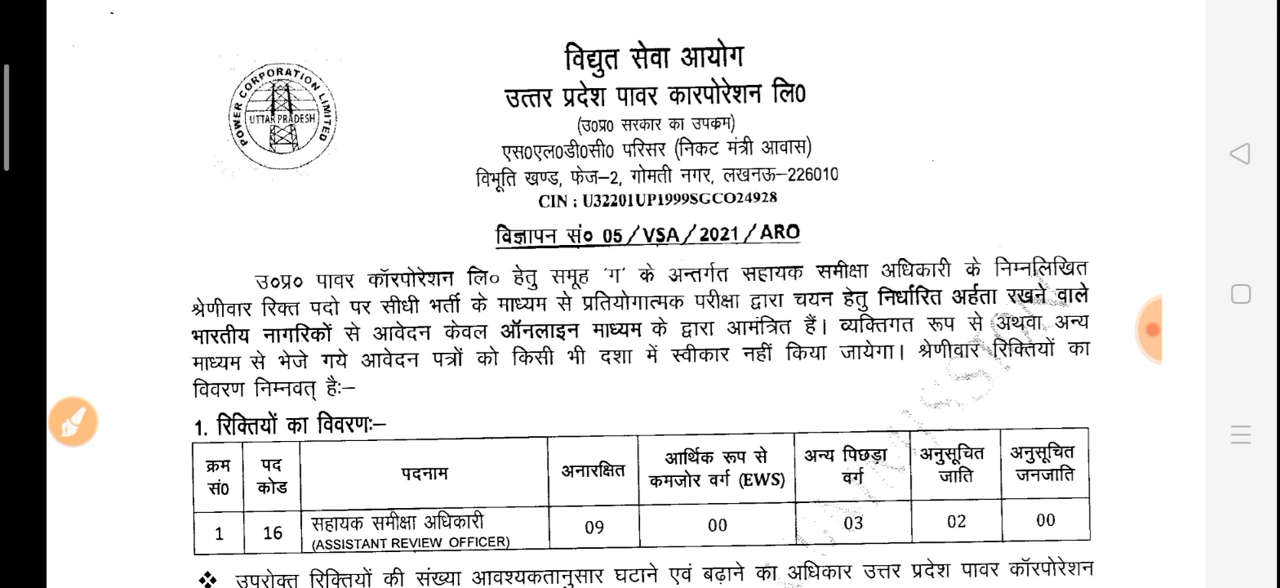 विद्युत सेवा आयोग
उत्तर प्रदेश पावर कारपोरेशन लि0
(उ0प्र0 सरकार का उपक्रम)
एस0एल0डी0सी0 परिसर (निकट मंत्री आवास)
विभूति खण्ड, फेज–2, गोमती नगर, लखनऊ–226010
CIN : U32201UP1999SGCO24928
POWER CORPORATION LIMITED
UTTAR PRADESH
विज्ञापन सं० 05/VSA/2021/ARO
उ०प्र० पावर कॉरपोरेशन लि० हेतु समूह 'ग' के अन्तर्गत सहायक समीक्षा अधिकारी के निम्नलिखित
श्रेणीवार रिक्त पदो पर सीधी भर्ती के माध्यम से प्रतियोगात्मक परीक्षा द्वारा चयन हेतु निर्धारित अर्हता रखने वाले
भारतीय नागरिकों से आवेदन केवल ऑनलाइन माध्यम के द्वारा आमंत्रित हैं। व्यक्तिगत रूप से अथवा अन्य
माध्यम से भेजे गये आवेदन पत्रों को किसी भी दशा में स्वीकार नहीं किया जायेगा। श्रेणीवार रिक्तियों का
विवरण निम्नवत् है:–
1. रिक्तियों का विवरणः–
क्रम सं0 पद कोड पदनाम अनारक्षित आर्थिक रूप से कमजोर वर्ग (EWS) अन्य पिछड़ा वर्ग अनुसूचित जाति अनुसूचित जनजाति
1 16 सहायक समीक्षा अधिकारी (ASSISTANT REVIEW OFFICER) 09 00 03 02 00
❖ उपरोक्त रिक्तियों की संख्या आवश्यकतानुसार घटाने एवं बढ़ाने का अधिकार उत्तर प्रदेश पावर कॉरपोरेशन